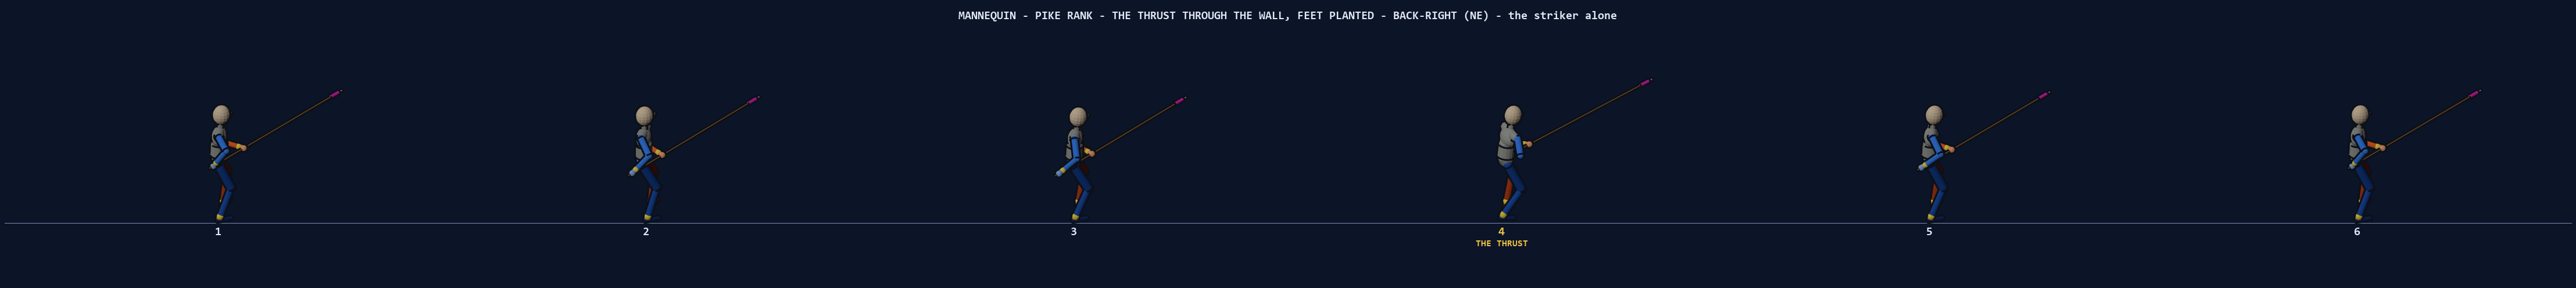 MANNEQUIN - PIKE RANK - THE THRUST THROUGH THE WALL, FEET PLANTED - BACK-RIGHT (NE) - the striker alone
1 2 3 4 5 6
THE THRUST